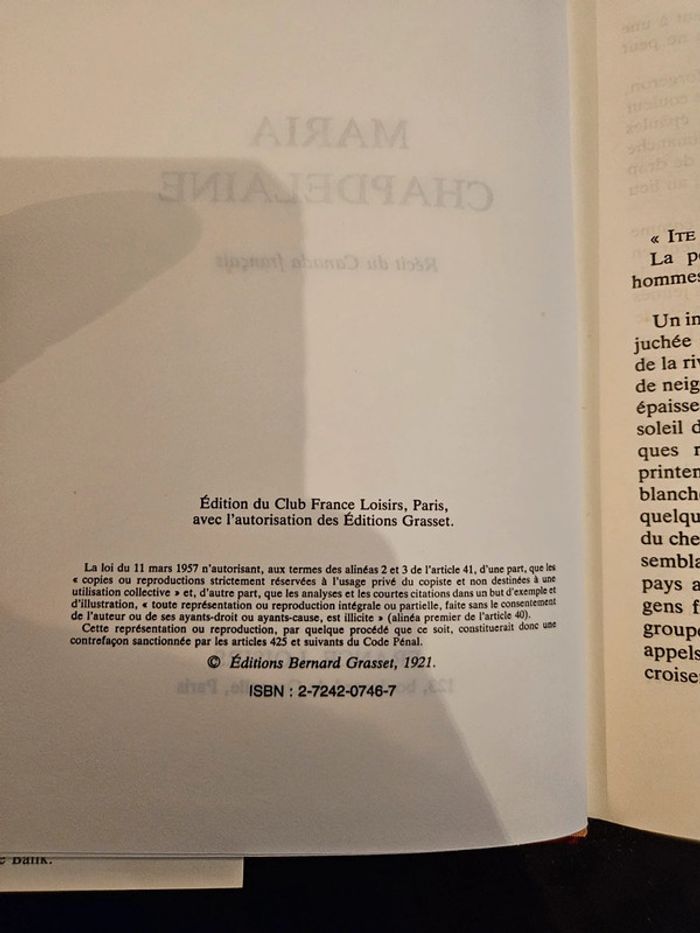 MARIA
CHAPDELAINE
Récit du Canada français
Édition du Club France Loisirs, Paris,
avec l'autorisation des Éditions Grasset.
La loi du 11 mars 1957 n'autorisant, aux termes des alinéas 2 et 3 de l'article 41, d'une part, que les
« copies ou reproductions strictement réservées à l'usage privé du copiste et non destinées à une
utilisation collective » et, d'autre part, que les analyses et les courtes citations dans un but d'exemple et
d'illustration, « toute représentation ou reproduction intégrale ou partielle, faite sans le consentement
de l'auteur ou de ses ayants-droit ou ayants-cause, est illicite » (alinéa premier de l'article 40).
Cette représentation ou reproduction, par quelque procédé que ce soit, constituerait donc une
contrefaçon sanctionnée par les articles 425 et suivants du Code Pénal.
© Éditions Bernard Grasset, 1921.
ISBN : 2-7242-0746-7
« ITE
La
hommes
Un
juchée
de la
de neig
épaisse
soleil d
ques
printem
blanch
quelqu
du che
sembla
pays a
gens f
group
appels
croise